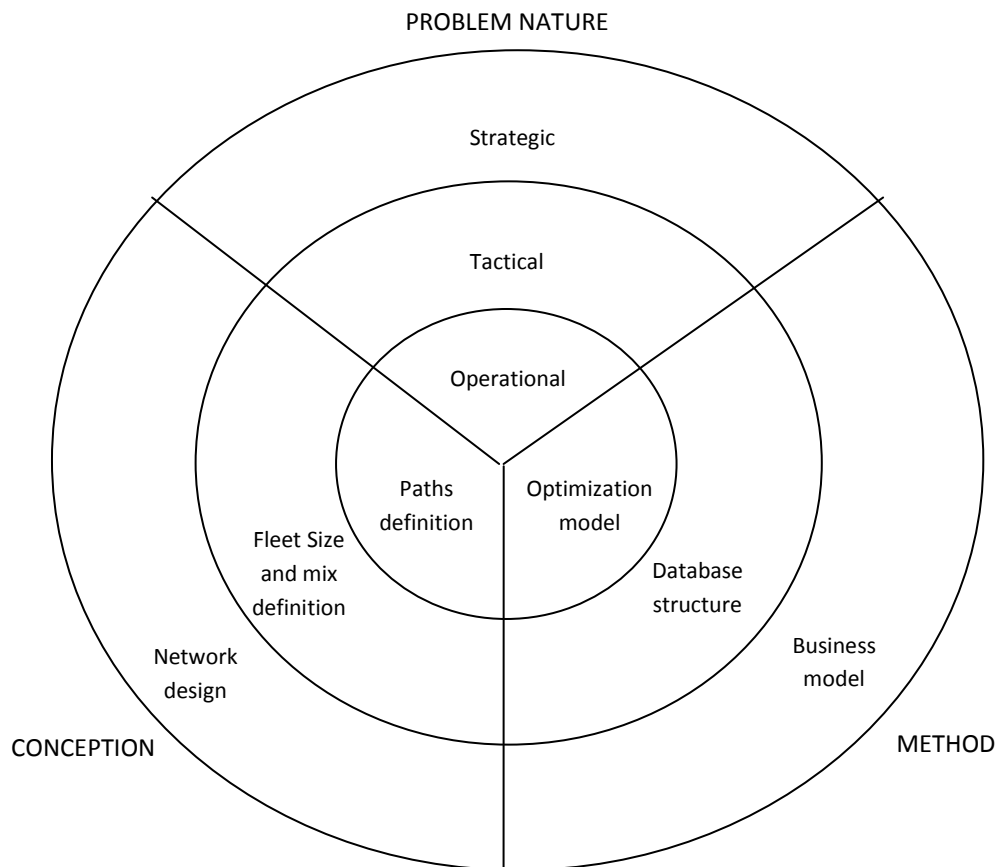 PROBLEM NATURE
Strategic
Tactical
Operational
Paths
definition
Optimization
model
Fleet Size
and mix
definition
Database
structure
Network
design
Business
model
CONCEPTION
METHOD